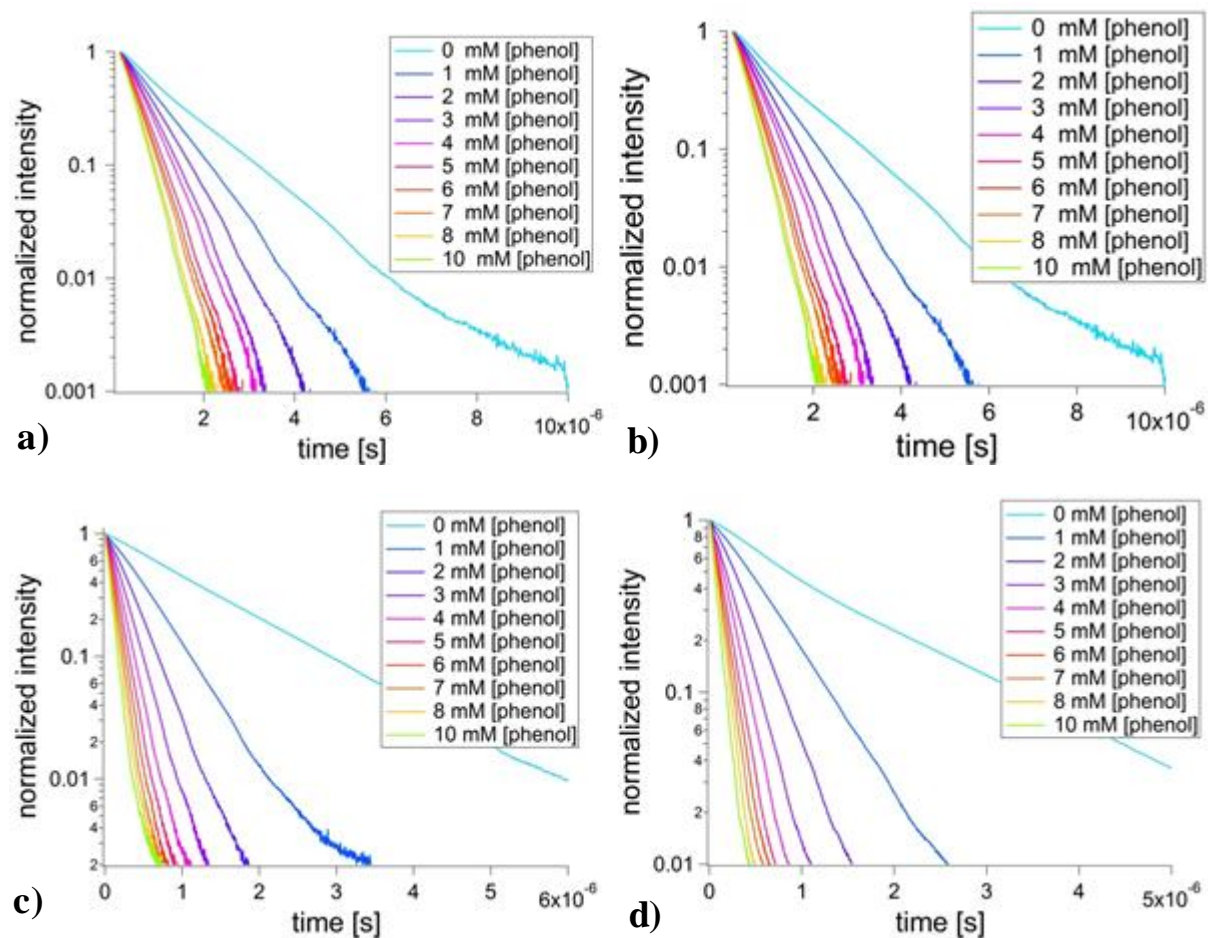 normalized intensity
1
0.1
0.01
0.001
2
4
6
8
10x10⁻⁶
time [s]
0 mM [phenol]
1 mM [phenol]
2 mM [phenol]
3 mM [phenol]
4 mM [phenol]
5 mM [phenol]
6 mM [phenol]
7 mM [phenol]
8 mM [phenol]
10 mM [phenol]
a)
normalized intensity
1
0.1
0.01
0.001
2
4
6
8
10x10⁻⁶
time [s]
0 mM [phenol]
1 mM [phenol]
2 mM [phenol]
3 mM [phenol]
4 mM [phenol]
5 mM [phenol]
6 mM [phenol]
7 mM [phenol]
8 mM [phenol]
10 mM [phenol]
b)
normalized intensity
1
6
4
2
0.1
6
4
2
0.01
6
4
2
0
1
2
3
4
6x10⁻⁶
time [s]
0 mM [phenol]
1 mM [phenol]
2 mM [phenol]
3 mM [phenol]
4 mM [phenol]
5 mM [phenol]
6 mM [phenol]
7 mM [phenol]
8 mM [phenol]
10 mM [phenol]
c)
normalized intensity
1
8
6
4
2
0.1
8
6
4
2
0.01
0
1
2
3
4
5x10⁻⁶
time [s]
0 mM [phenol]
1 mM [phenol]
2 mM [phenol]
3 mM [phenol]
4 mM [phenol]
5 mM [phenol]
6 mM [phenol]
7 mM [phenol]
8 mM [phenol]
10 mM [phenol]
d)